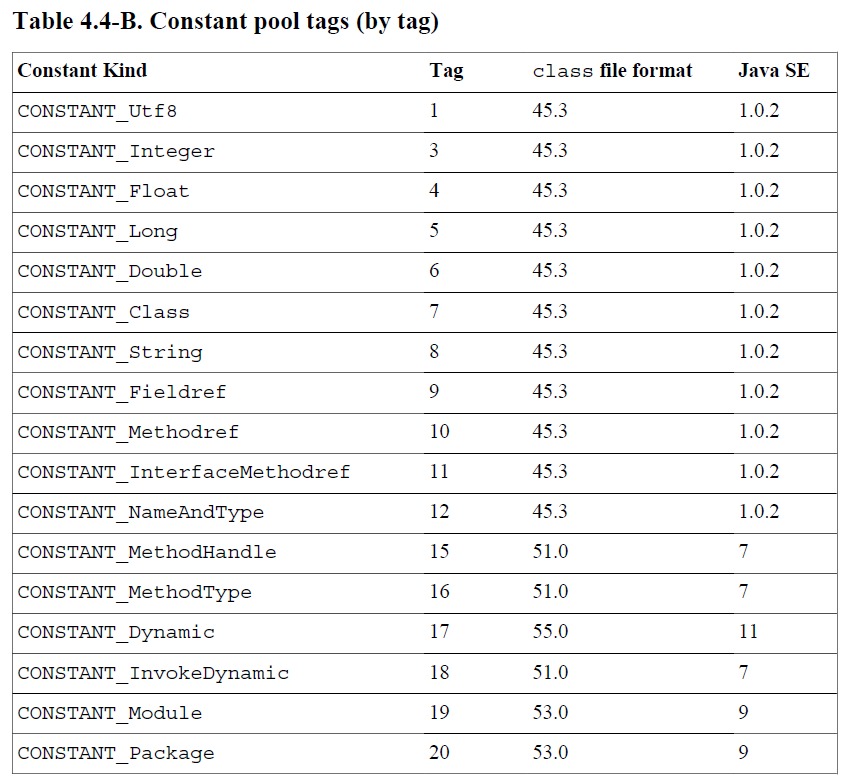 Table 4.4-B. Constant pool tags (by tag)
Constant Kind Tag class file format Java SE
CONSTANT_Utf8 1 45.3 1.0.2
CONSTANT_Integer 3 45.3 1.0.2
CONSTANT_Float 4 45.3 1.0.2
CONSTANT_Long 5 45.3 1.0.2
CONSTANT_Double 6 45.3 1.0.2
CONSTANT_Class 7 45.3 1.0.2
CONSTANT_String 8 45.3 1.0.2
CONSTANT_Fieldref 9 45.3 1.0.2
CONSTANT_Methodref 10 45.3 1.0.2
CONSTANT_InterfaceMethodref 11 45.3 1.0.2
CONSTANT_NameAndType 12 45.3 1.0.2
CONSTANT_MethodHandle 15 51.0 7
CONSTANT_MethodType 16 51.0 7
CONSTANT_Dynamic 17 55.0 11
CONSTANT_InvokeDynamic 18 51.0 7
CONSTANT_Module 19 53.0 9
CONSTANT_Package 20 53.0 9